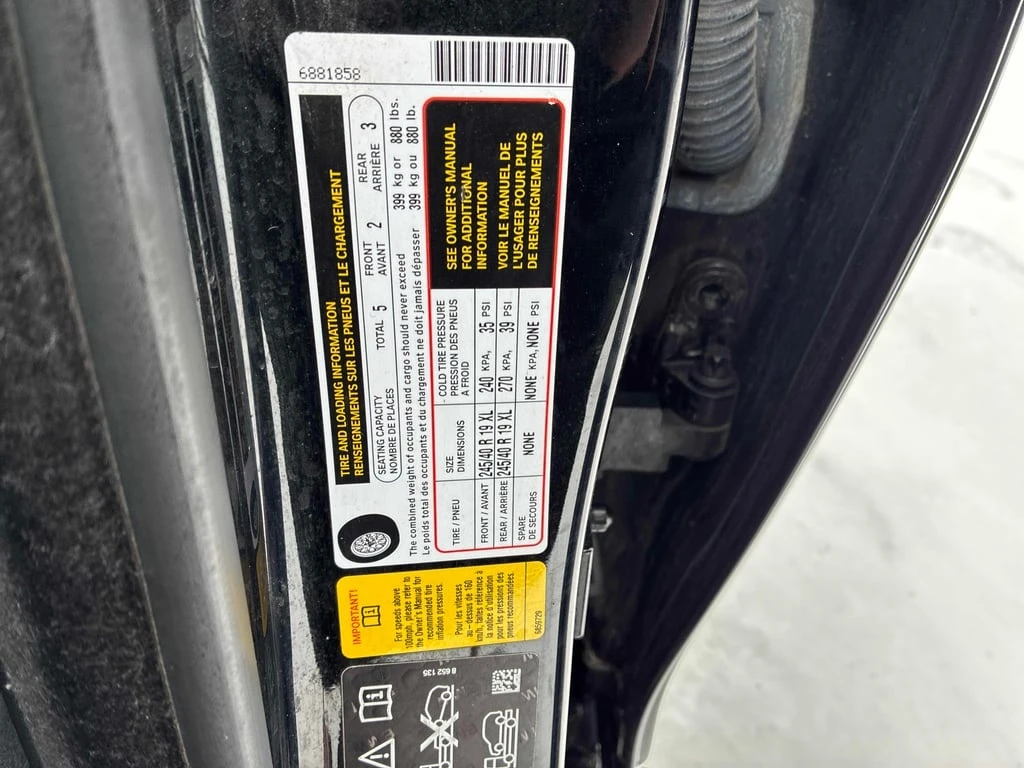 6881858
TIRE AND LOADING INFORMATION
RENSEIGNEMENTS SUR LES PNEUS ET LE CHARGEMENT
SEATING CAPACITY
NOMBRE DE PLACES
TOTAL 5
FRONT
AVANT 2
REAR
ARRIÈRE 3
The combined weight of occupants and cargo should never exceed 399 kg or 880 lbs.
Le poids total des occupants et du chargement ne doit jamais dépasser 399 kg ou 880 lb.
TIRE / PNEU
SIZE
DIMENSIONS
COLD TIRE PRESSURE
PRESSION DES PNEUS
A FROID
FRONT / AVANT 245/40 R 19 XL 240 KPA, 35 PSI
REAR / ARRIÈRE 245/40 R 19 XL 270 KPA, 39 PSI
SPARE
DE SECOURS
NONE NONE KPA, NONE PSI
SEE OWNER'S MANUAL
FOR ADDITIONAL
INFORMATION
VOIR LE MANUEL DE
L'USAGER POUR PLUS
DE RENSEIGNEMENTS
IMPORTANT!
For speeds above
100mph, please refer to
the Owner's Manual for
recommended tire
inflation pressures.
Pour les vitesses
au-dessus de 160
km/h, faites référence à
la notice d'utilisation
pour les pressions des
pneus recommandées.
6859729
8 652 135